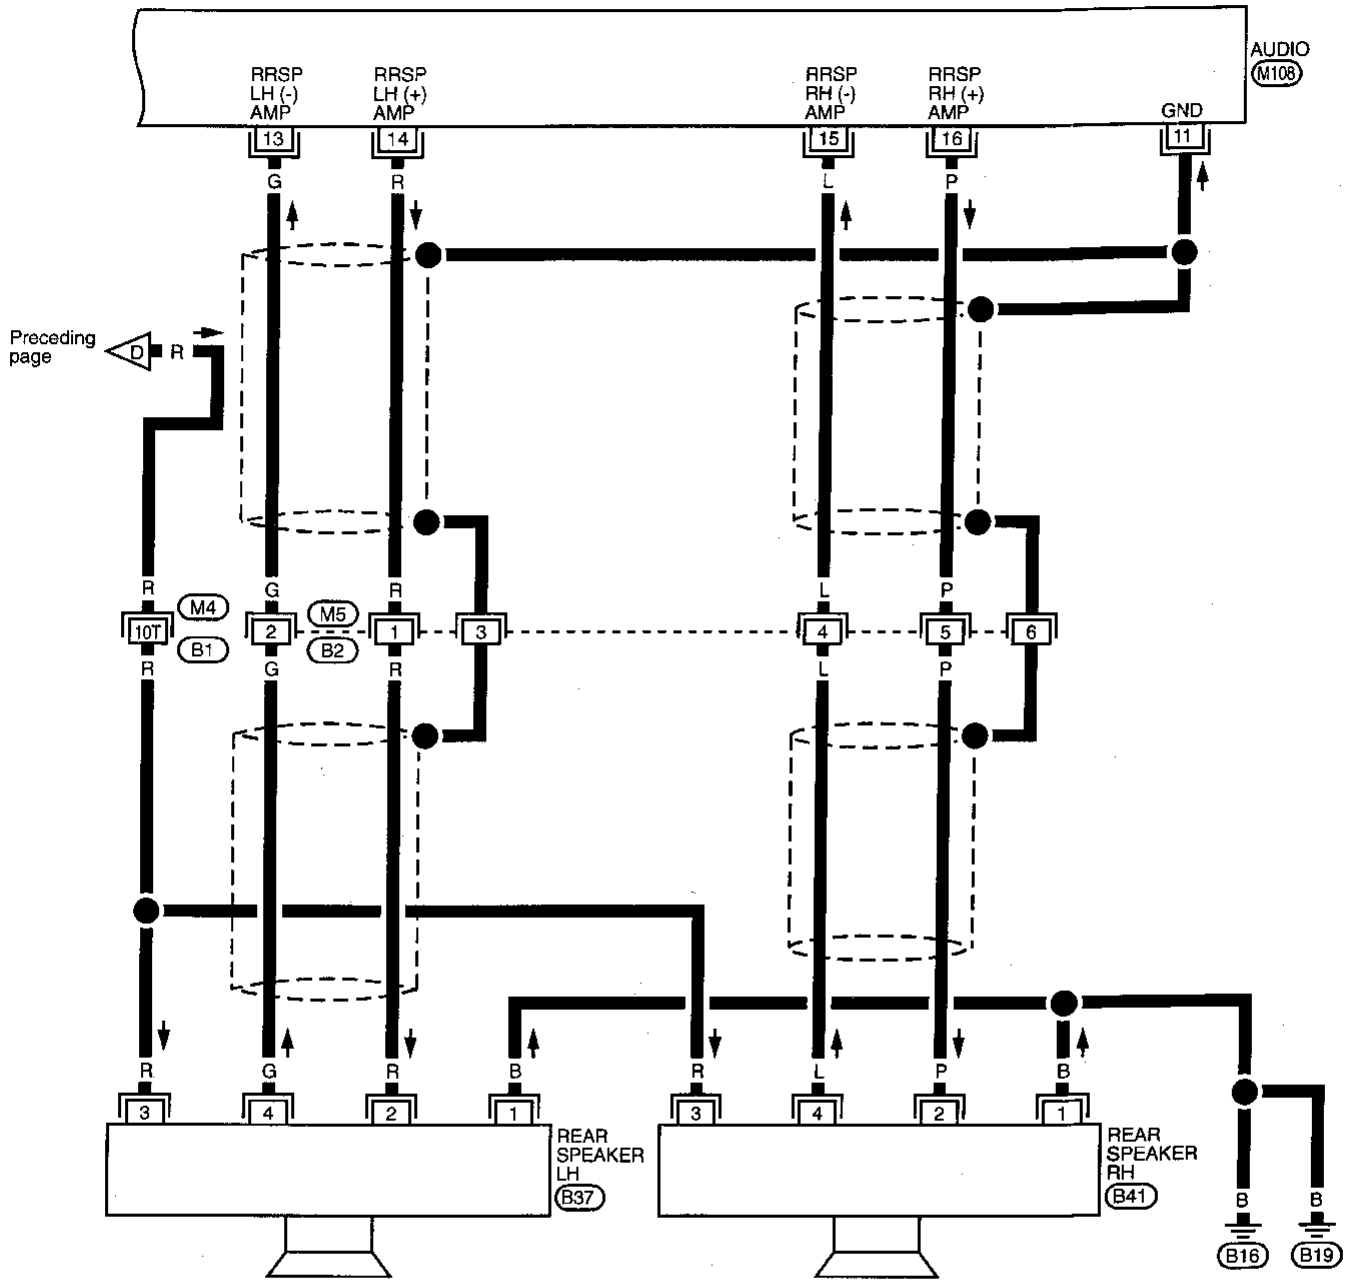 AUDIO
M108
RRSP
LH (-)
AMP
RRSP
LH (+)
AMP
RRSP
RH (-)
AMP
RRSP
RH (+)
AMP
GND
13
14
15
16
11
G
R
L
P
Preceding
page
D
R
R
G
R
L
P
M4
M5
10T
2
1
3
4
5
6
B1
B2
R
G
R
L
P
R
G
R
B
R
L
P
B
3
4
2
1
3
4
2
1
REAR
SPEAKER
LH
B37
REAR
SPEAKER
RH
B41
B
B
B16
B19